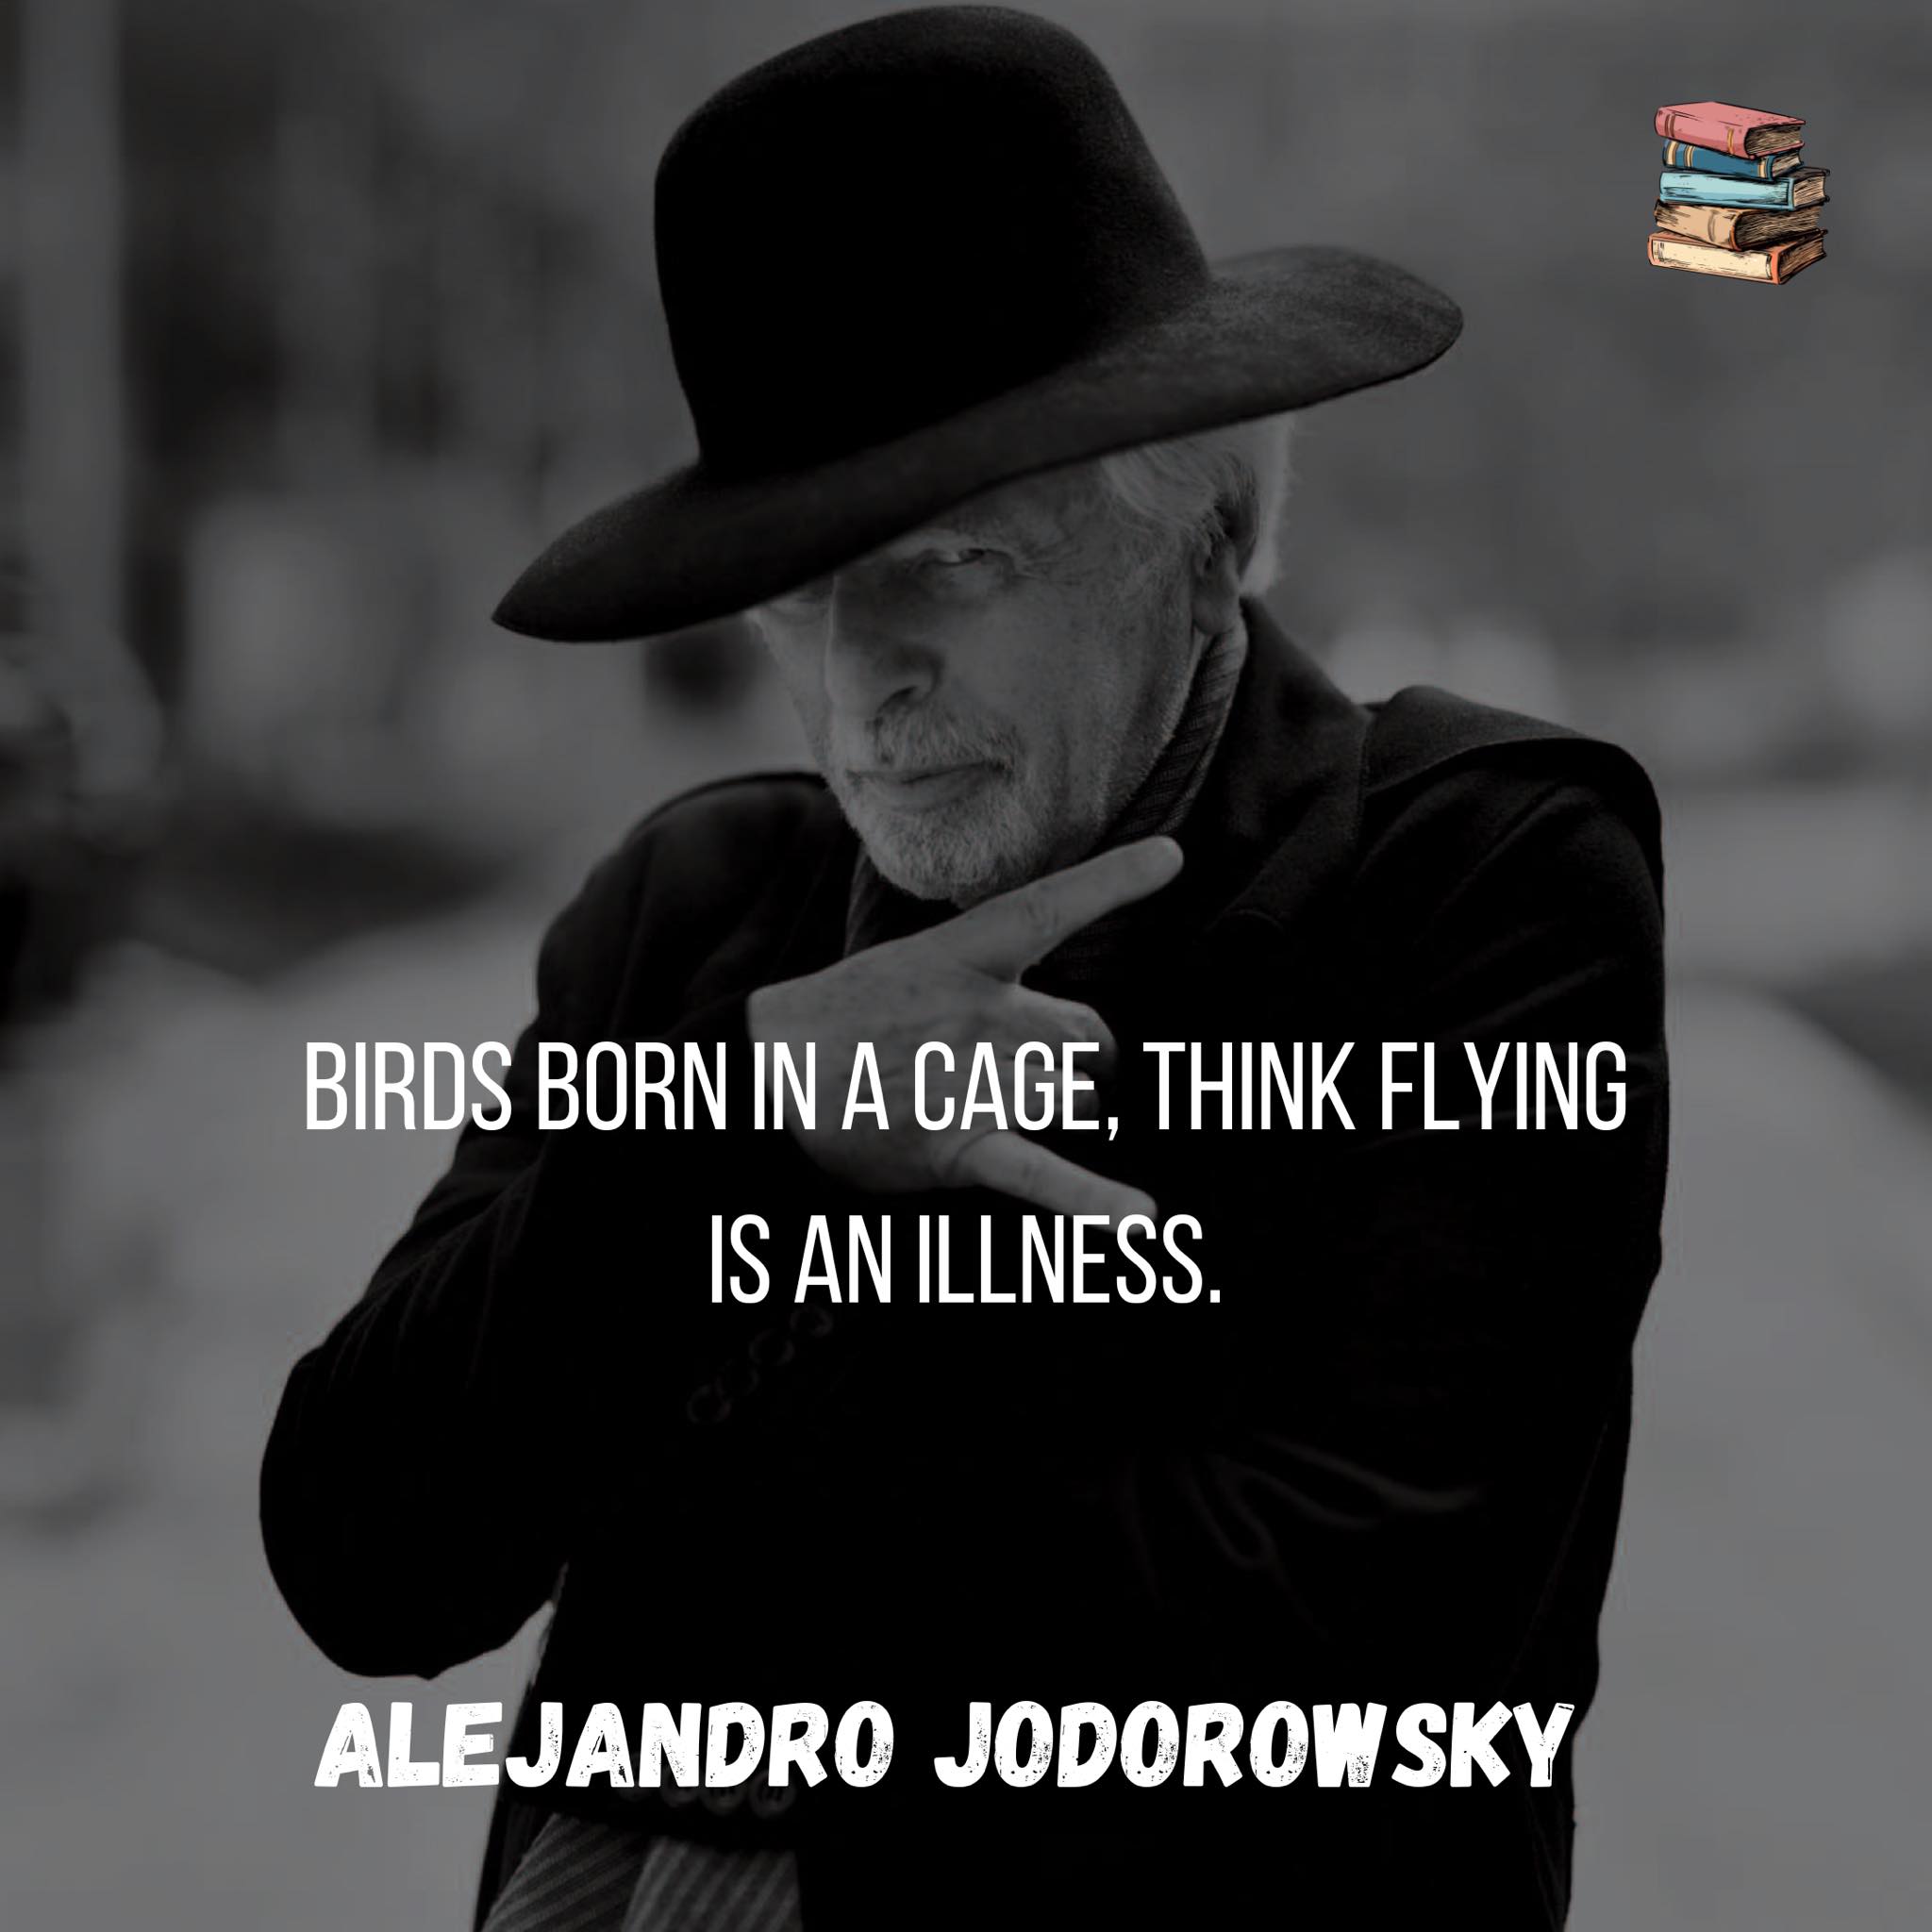 BIRDS BORN IN A CAGE, THINK FLYING
IS AN ILLNESS.
ALEJANDRO JODOROWSKY